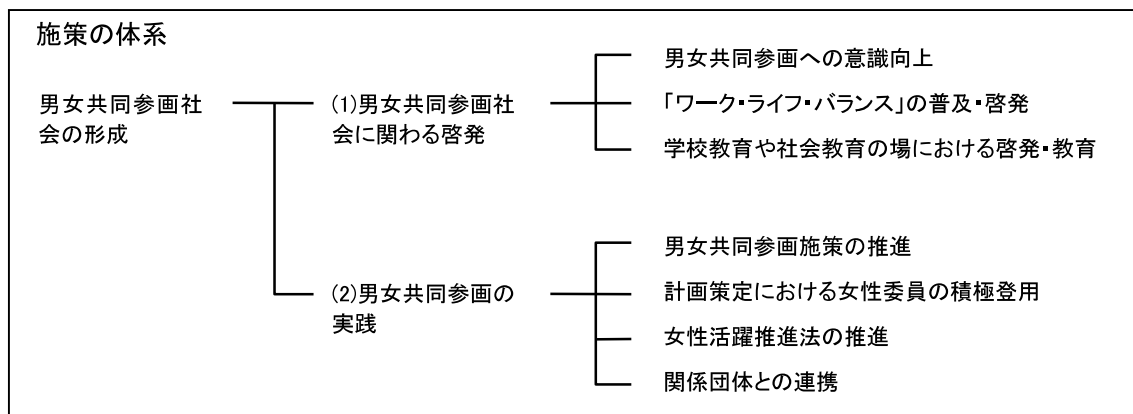 施策の体系
男女共同参画社
会の形成
(1)男女共同参画社
会に関わる啓発
男女共同参画への意識向上
「ワーク・ライフ・バランス」の普及・啓発
学校教育や社会教育の場における啓発・教育
(2)男女共同参画の
実践
男女共同参画施策の推進
計画策定における女性委員の積極登用
女性活躍推進法の推進
関係団体との連携